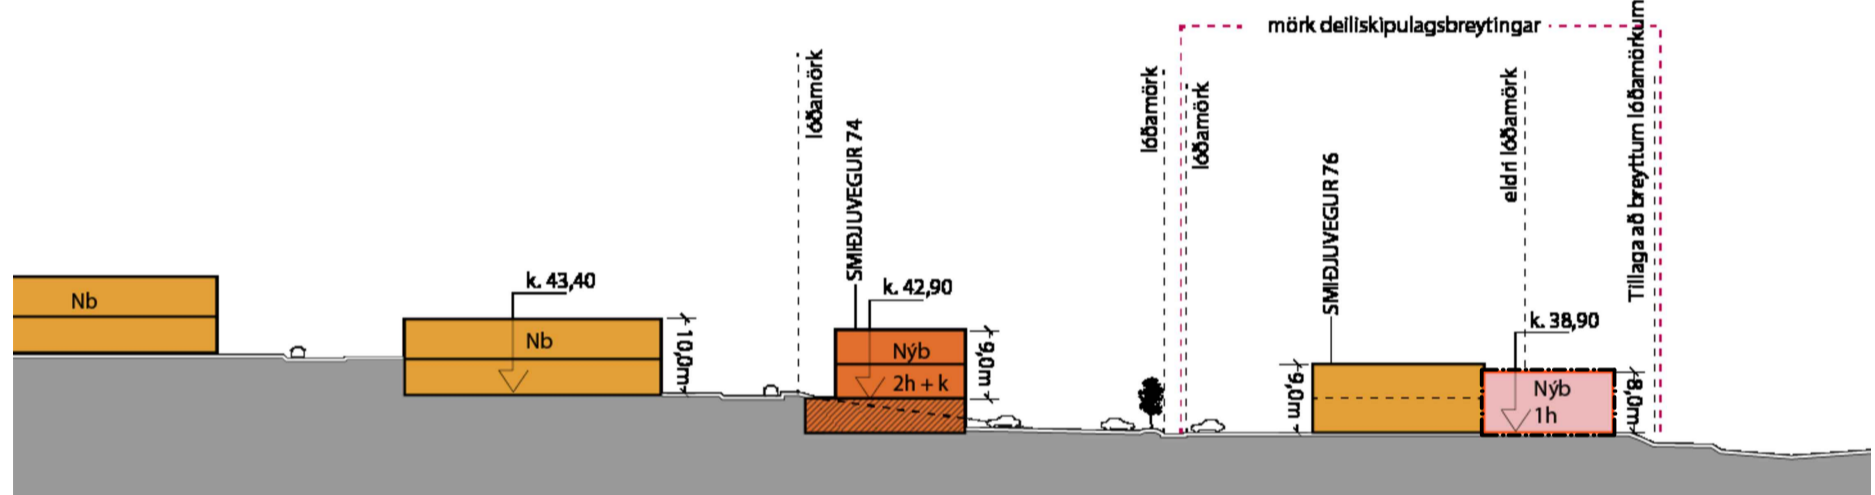 mörk deiliskipulagsbreytingar
lóðamörk
SMIÐJUVEGUR 74
lóðamörk
lóðamörk
SMIÐJUVEGUR 76
eldri lóðamörk
Tillaga að breyttum lóðamörkum
Nb
k. 43,40
Nb
10,0m
k. 42,90
Nýb
2h + k
9,0m
9,0m
k. 38,90
Nýb
1h
8,0m